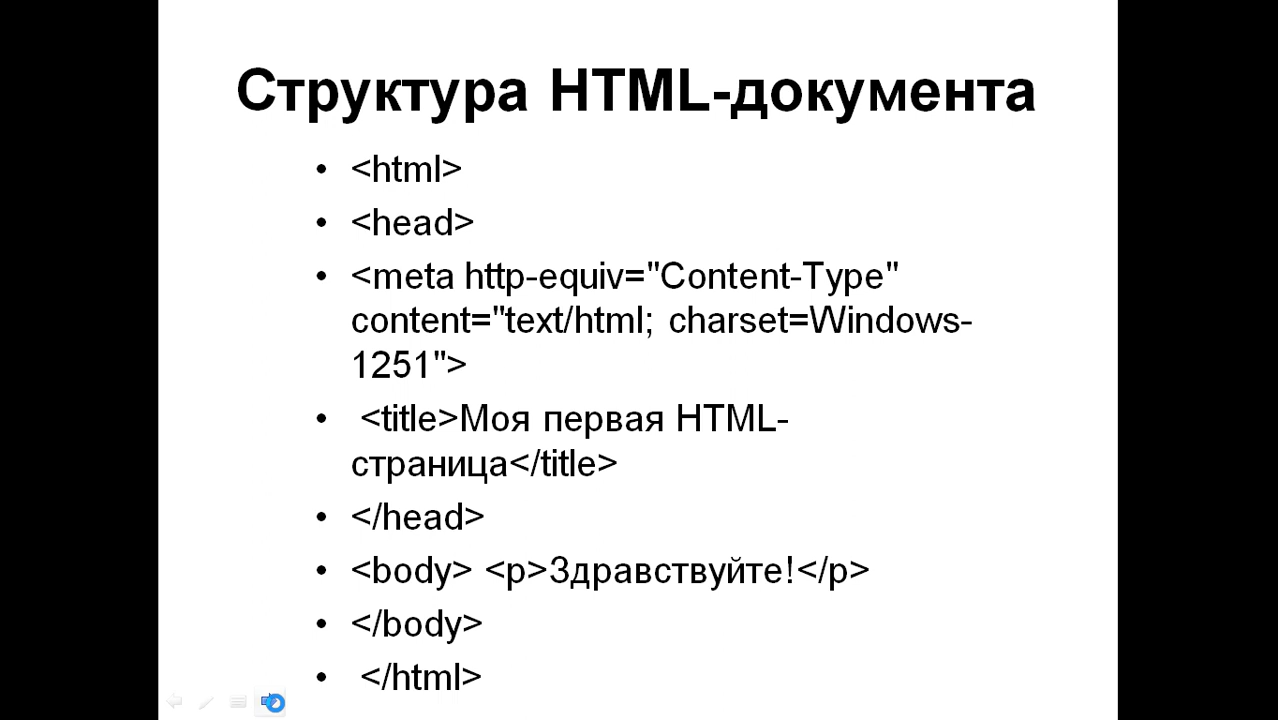 Структура HTML-документа
• <html>
• <head>
• <meta http-equiv="Content-Type"
content="text/html; charset=Windows-
1251">
• <title>Моя первая HTML-
страница</title>
• </head>
• <body> <p>Здравствуйте!</p>
• </body>
• </html>